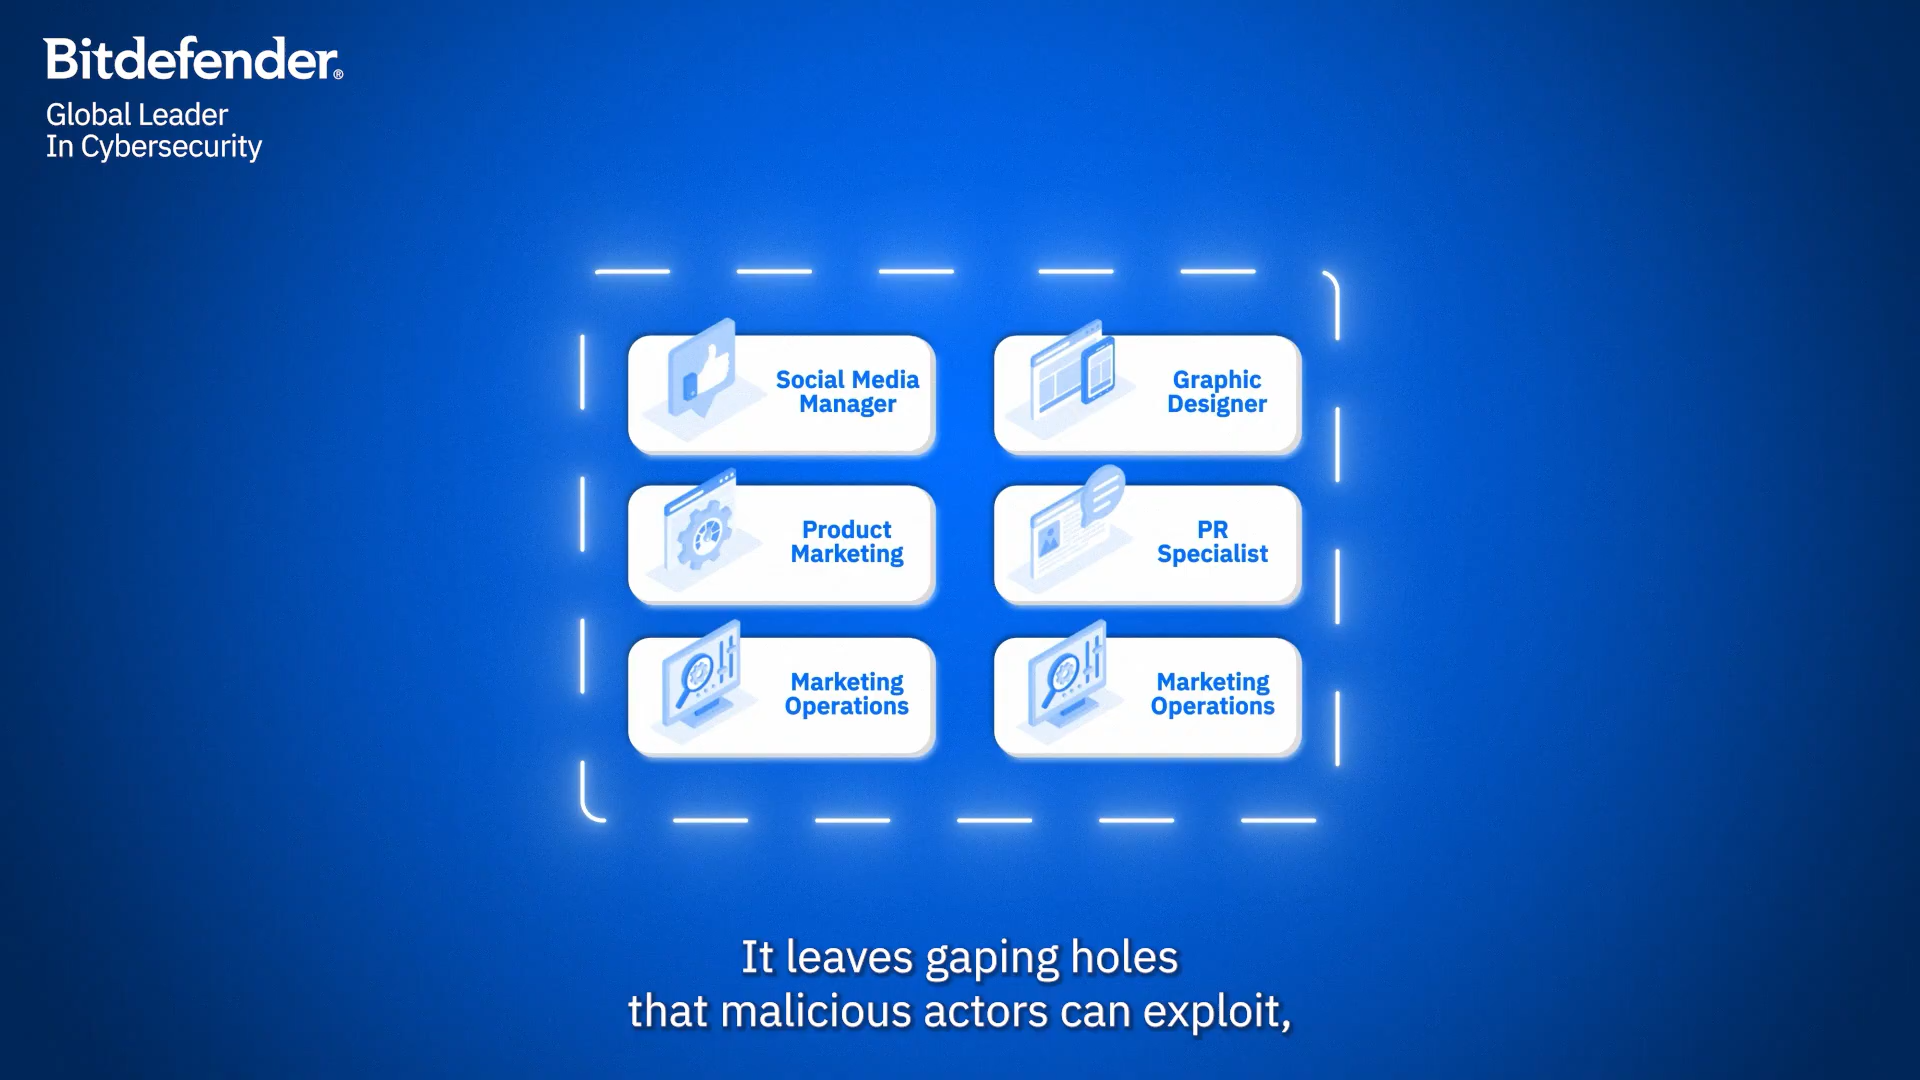 Bitdefender®
Global Leader
In Cybersecurity
Social Media
Manager
Graphic
Designer
Product
Marketing
PR
Specialist
Marketing
Operations
Marketing
Operations
It leaves gaping holes
that malicious actors can exploit,